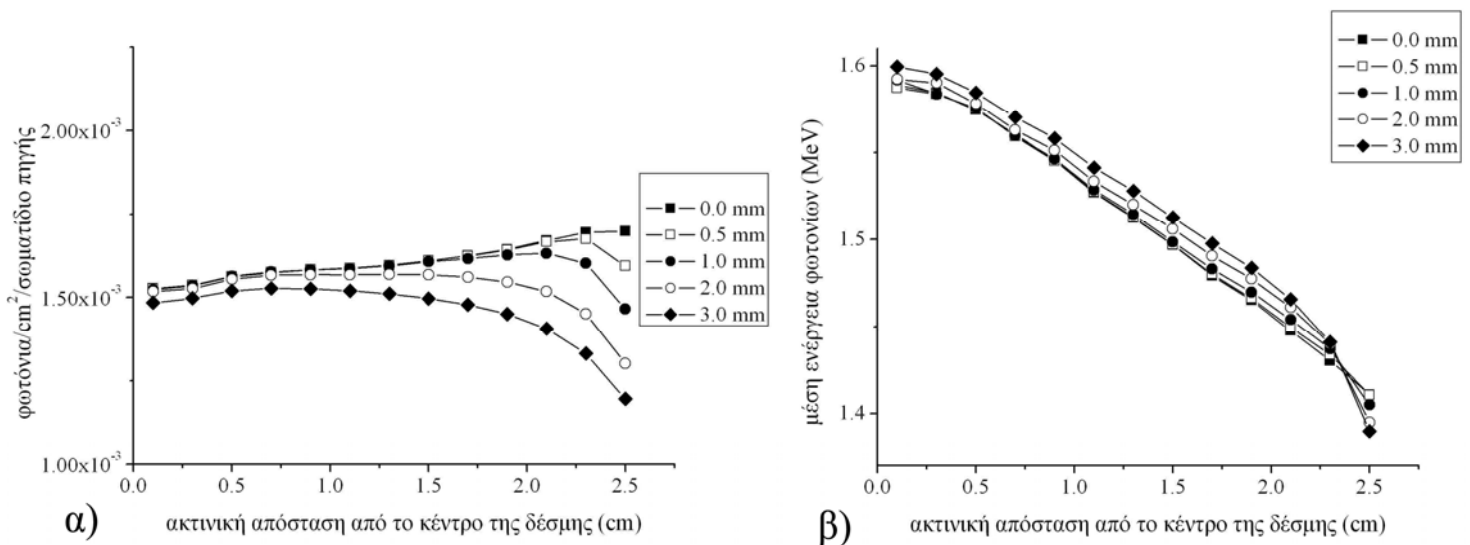 φωτόνια/cm²/σωματίδιο πηγής
2.00x10⁻³
1.50x10⁻³
1.00x10⁻³
0.0 0.5 1.0 1.5 2.0 2.5
ακτινική απόσταση από το κέντρο της δέσμης (cm)
0.0 mm
0.5 mm
1.0 mm
2.0 mm
3.0 mm
α)
μέση ενέργεια φωτονίων (MeV)
1.6
1.5
1.4
0.0 0.5 1.0 1.5 2.0 2.5
ακτινική απόσταση από το κέντρο της δέσμης (cm)
0.0 mm
0.5 mm
1.0 mm
2.0 mm
3.0 mm
β)